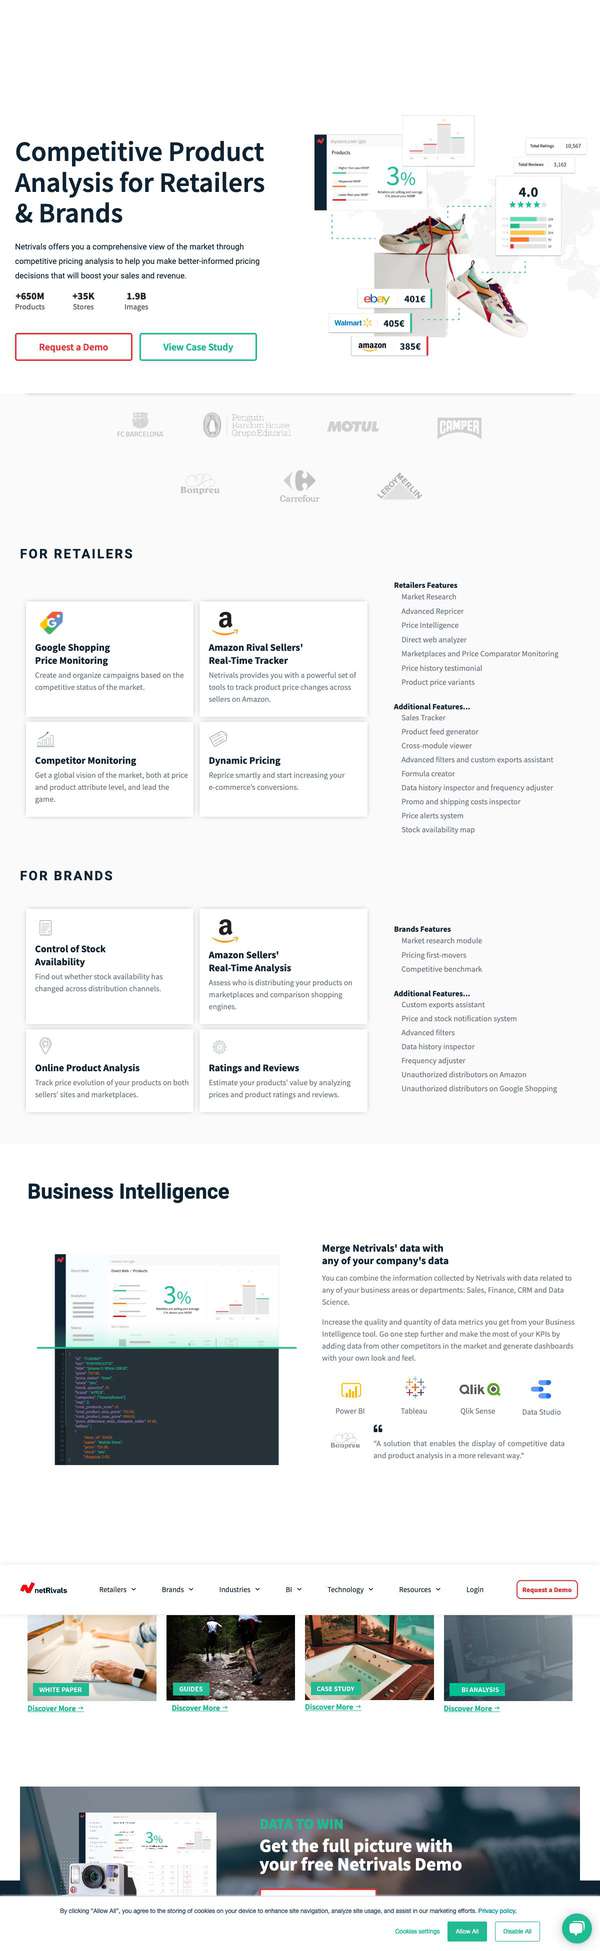 Competitive Product
Analysis for Retailers
& Brands
Netrivals offers you a comprehensive view of the market through
competitive pricing analysis to help you make better-informed pricing
decisions that will boost your sales and revenue.
+650M
Products
+35K
Stores
1.9B
Images
Request a Demo
View Case Study
Products
3%
Total Ratings 10,567
Total Reviews 3,163
4.0
ebay 401€
Walmart 405€
amazon 385€
FC BARCELONA
Penguin
Random House
Grupo Editorial
MOTUL
CAMPER
Bonpreu
Carrefour
LEROY MERLIN
FOR RETAILERS
Google Shopping
Price Monitoring
Create and organize campaigns based on the
competitive status of the market.
Amazon Rival Sellers'
Real-Time Tracker
Netrivals provides you with a powerful set of
tools to track product price changes across
sellers on Amazon.
Competitor Monitoring
Get a global vision of the market, both at price
and product attribute level, and lead the
game.
Dynamic Pricing
Reprice smartly and start increasing your
e-commerce's conversions.
Retailers Features
Market Research
Advanced Repricer
Price Intelligence
Direct web analyzer
Marketplaces and Price Comparator Monitoring
Price history testimonial
Product price variants
Additional Features...
Sales Tracker
Product feed generator
Cross-module viewer
Advanced filters and custom exports assistant
Formula creator
Data history inspector and frequency adjuster
Promo and shipping costs inspector
Price alerts system
Stock availability map
FOR BRANDS
Control of Stock
Availability
Find out whether stock availability has
changed across distribution channels.
Amazon Sellers'
Real-Time Analysis
Assess who is distributing your products on
marketplaces and comparison shopping
engines.
Online Product Analysis
Track price evolution of your products on both
sellers' sites and marketplaces.
Ratings and Reviews
Estimate your products' value by analyzing
prices and product ratings and reviews.
Brands Features
Market research module
Pricing first-movers
Competitive benchmark
Additional Features...
Custom exports assistant
Price and stock notification system
Advanced filters
Data history inspector
Frequency adjuster
Unauthorized distributors on Amazon
Unauthorized distributors on Google Shopping
Business Intelligence
3%
Merge Netrivals' data with
any of your company's data
You can combine the information collected by Netrivals with data related to
any of your business areas or departments: Sales, Finance, CRM and Data
Science.
Increase the quality and quantity of data metrics you get from your Business
Intelligence tool. Go one step further and make the most of your KPIs by
adding data from other competitors in the market and generate dashboards
with your own look and feel.
Power BI
Tableau
Qlik
Qlik Sense
Data Studio
Bonpreu
"A solution that enables the display of competitive data
and product analysis in a more relevant way."
netRivals
Retailers
Brands
Industries
BI
Technology
Resources
Login
Request a Demo
WHITE PAPER
Discover More →
GUIDES
Discover More →
CASE STUDY
Discover More →
BI ANALYSIS
Discover More →
3%
DATA TO WIN
Get the full picture with
your free Netrivals Demo
By clicking "Allow All", you agree to the storing of cookies on your device to enhance site navigation, analyze site usage, and assist in our marketing efforts. Privacy policy.
Cookies settings
Allow All
Disable All